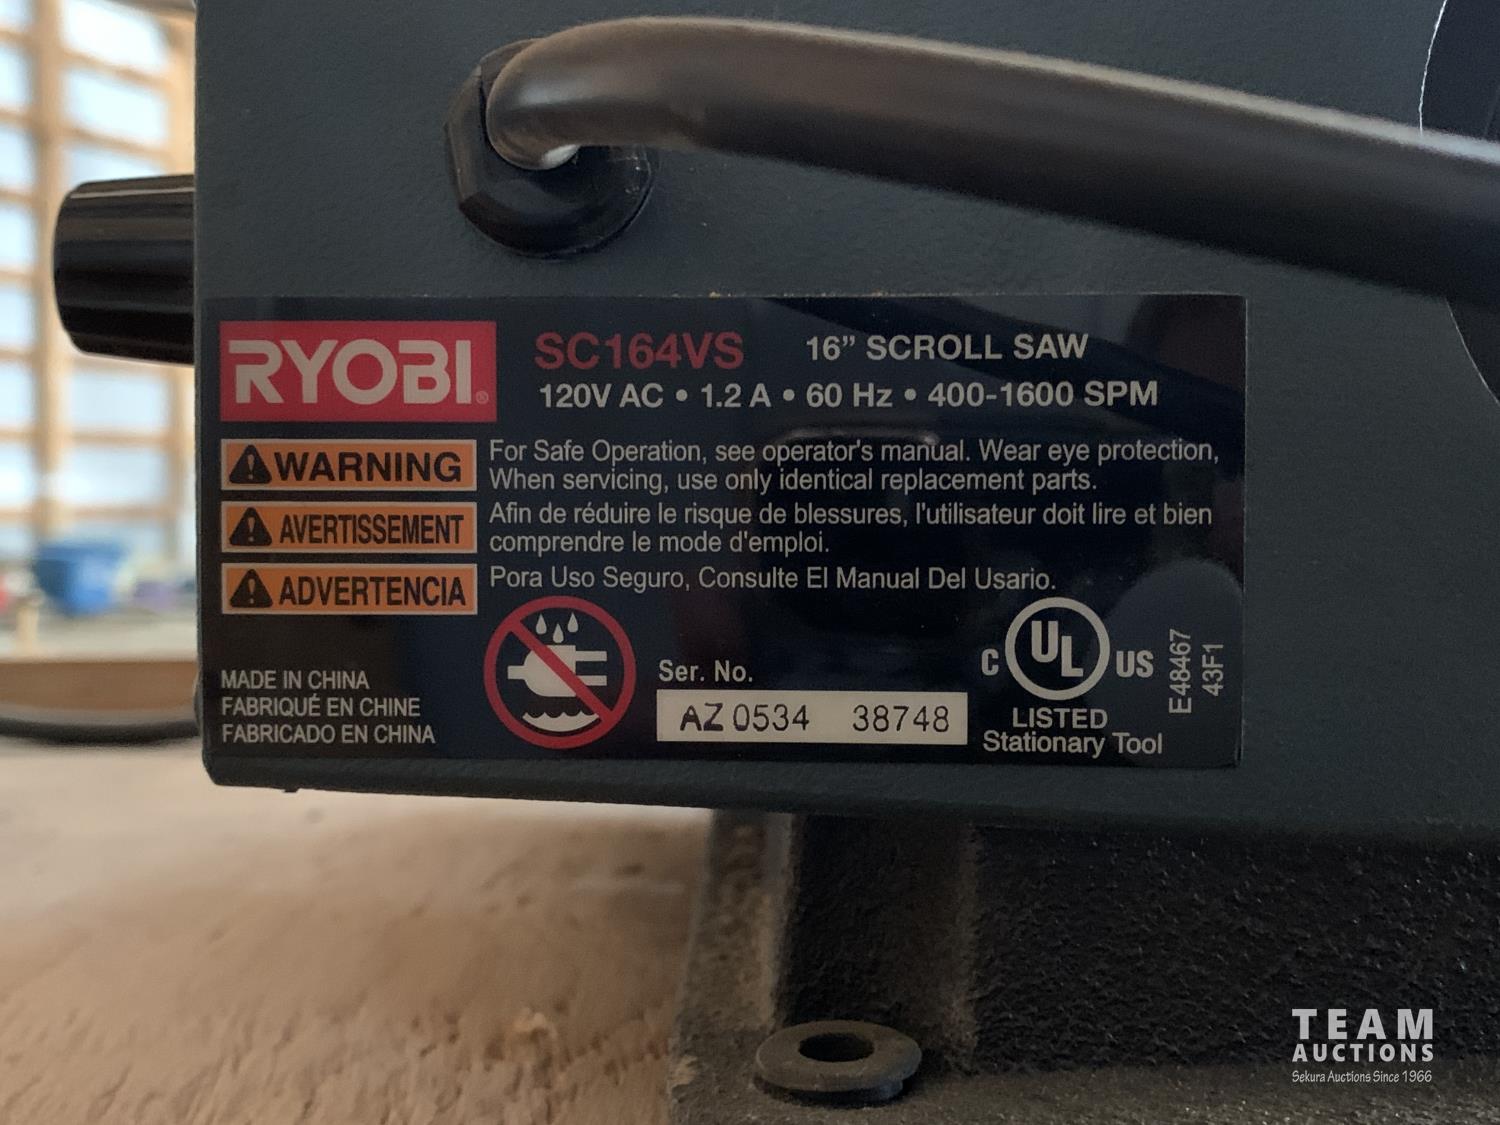 RYOBI®
SC164VS 16” SCROLL SAW
120V AC • 1.2 A • 60 Hz • 400-1600 SPM
WARNING
For Safe Operation, see operator's manual. Wear eye protection,
When servicing, use only identical replacement parts.
AVERTISSEMENT
Afin de réduire le risque de blessures, l'utilisateur doit lire et bien
comprendre le mode d'emploi.
ADVERTENCIA
Pora Uso Seguro, Consulte El Manual Del Usario.
MADE IN CHINA
FABRIQUÉ EN CHINE
FABRICADO EN CHINA
Ser. No.
AZ 0534 38748
C UL US
LISTED
Stationary Tool
E48467
43F1
TEAM
AUCTIONS
Sekura Auctions Since 1966